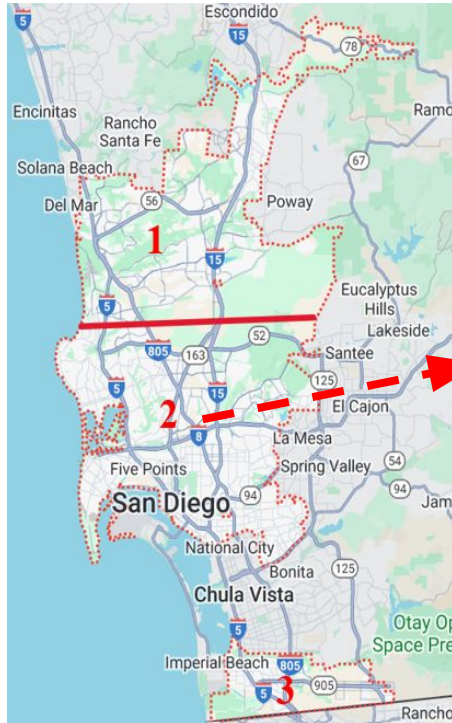 Escondido
5
15
78
Encinitas
Rancho
Santa Fe
Ramo
67
Solana Beach
56
Del Mar
Poway
1
15
5
Eucalyptus
Hills
Lakeside
52
805
163
Santee
125
5
15
El Cajon
2
8
La Mesa
Five Points
Spring Valley
54
94
94
San Diego
Jam
National City
Bonita
125
Chula Vista
Otay Op
Space Pre
5
Imperial Beach
805
905
5
3
Rancho